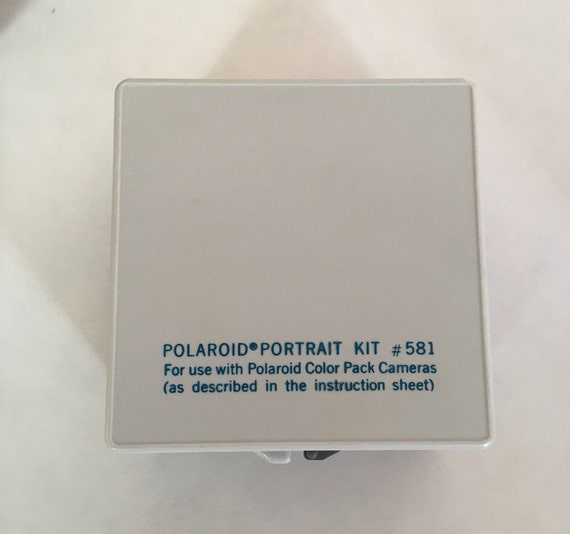 POLAROID® PORTRAIT KIT #581
For use with Polaroid Color Pack Cameras
(as described in the instruction sheet)